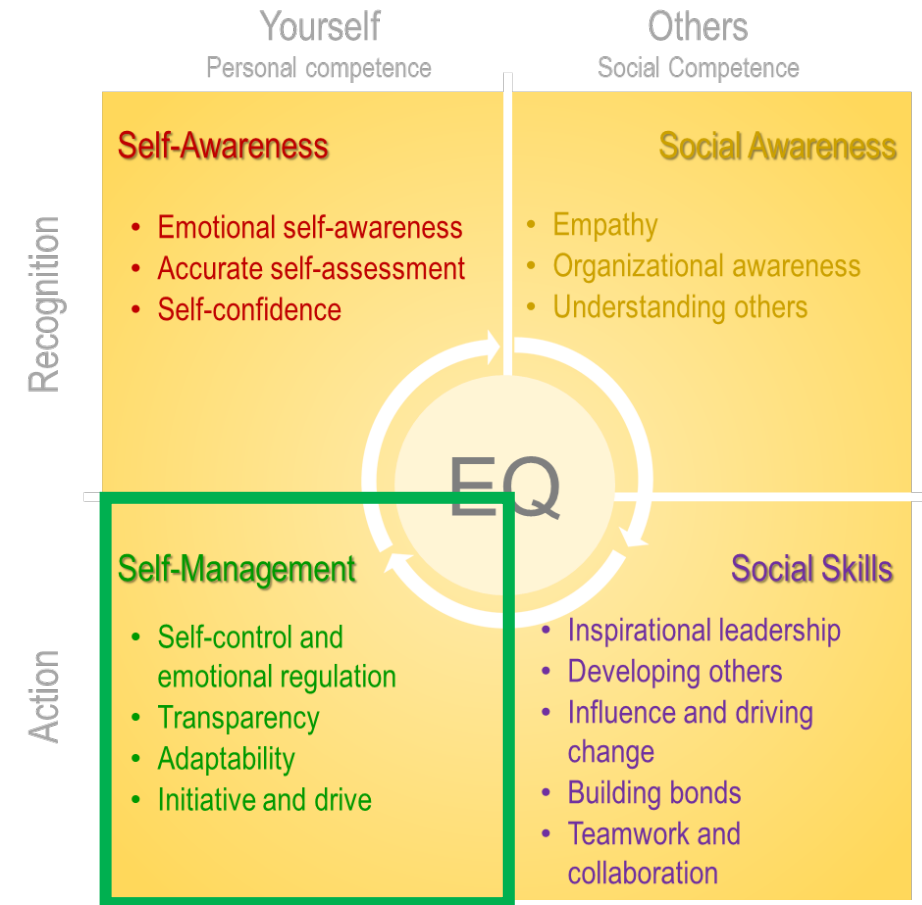 Yourself
Personal competence
Others
Social Competence
Recognition
Self-Awareness
• Emotional self-awareness
• Accurate self-assessment
• Self-confidence
Social Awareness
• Empathy
• Organizational awareness
• Understanding others
EQ
Action
Self-Management
• Self-control and
emotional regulation
• Transparency
• Adaptability
• Initiative and drive
Social Skills
• Inspirational leadership
• Developing others
• Influence and driving
change
• Building bonds
• Teamwork and
collaboration